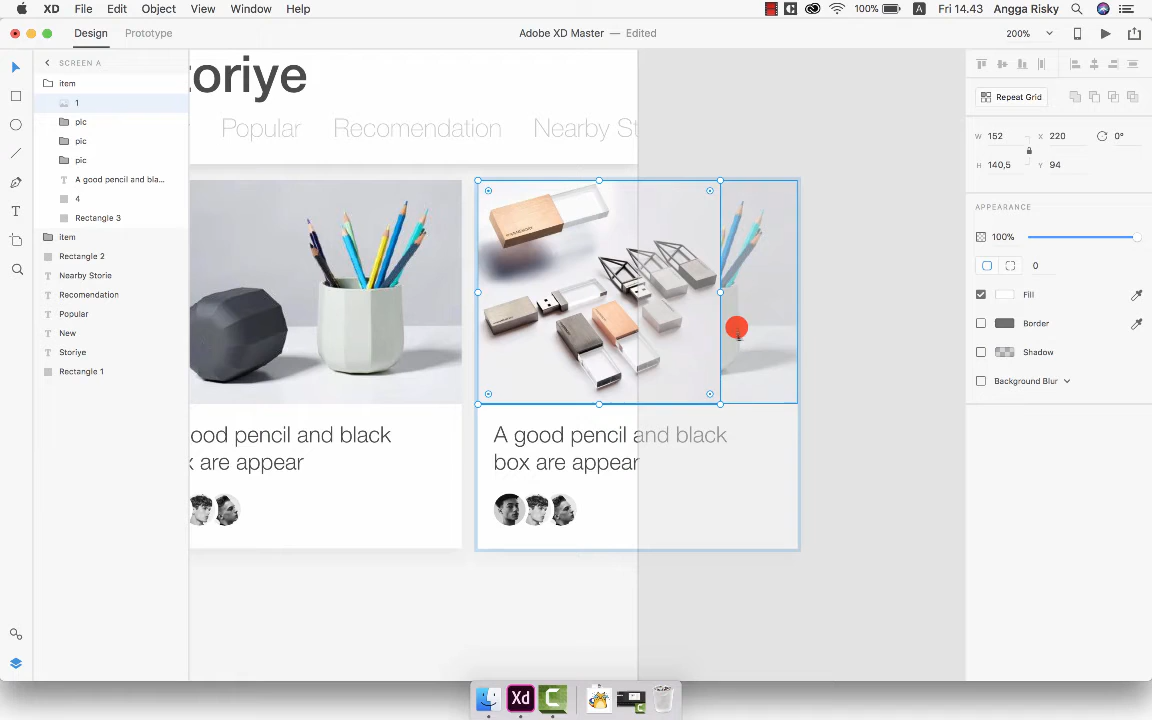 XD File Edit Object View Window Help
100% A Fri 14.43 Angga Risky
Design Prototype
Adobe XD Master — Edited
200%
SCREEN A
item
1
pic
pic
pic
A good pencil and bla...
4
Rectangle 3
item
Rectangle 2
Nearby Storie
Recomendation
Popular
New
Storiye
Rectangle 1
toriye
Popular Recomendation Nearby St
ood pencil and black
are appear
A good pencil and black
box are appear
Repeat Grid
W 152 X 220 0°
H 140,5 Y 94
APPEARANCE
100%
0
Fill
Border
Shadow
Background Blur
Xd
C